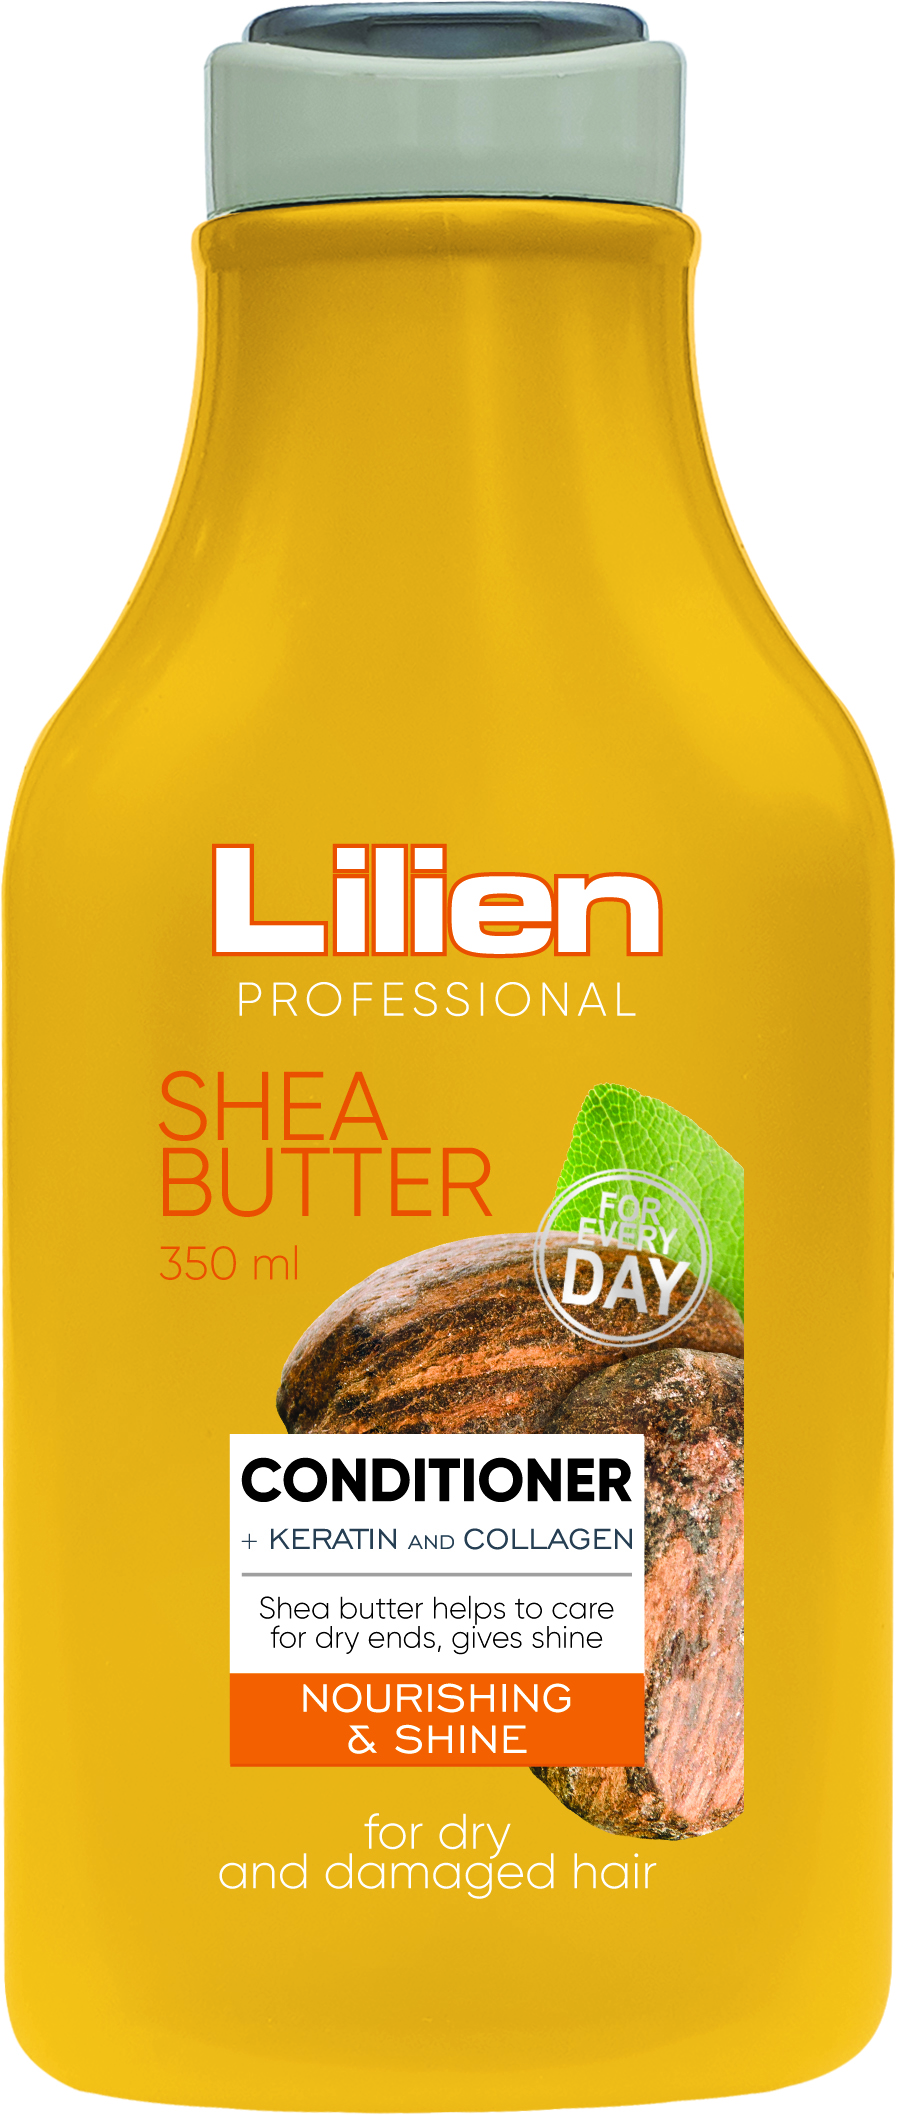 Lilien
PROFESSIONAL
SHEA
BUTTER
350 ml
FOR
EVERY
DAY
CONDITIONER
+ KERATIN AND COLLAGEN
Shea butter helps to care
for dry ends, gives shine
NOURISHING
& SHINE
for dry
and damaged hair